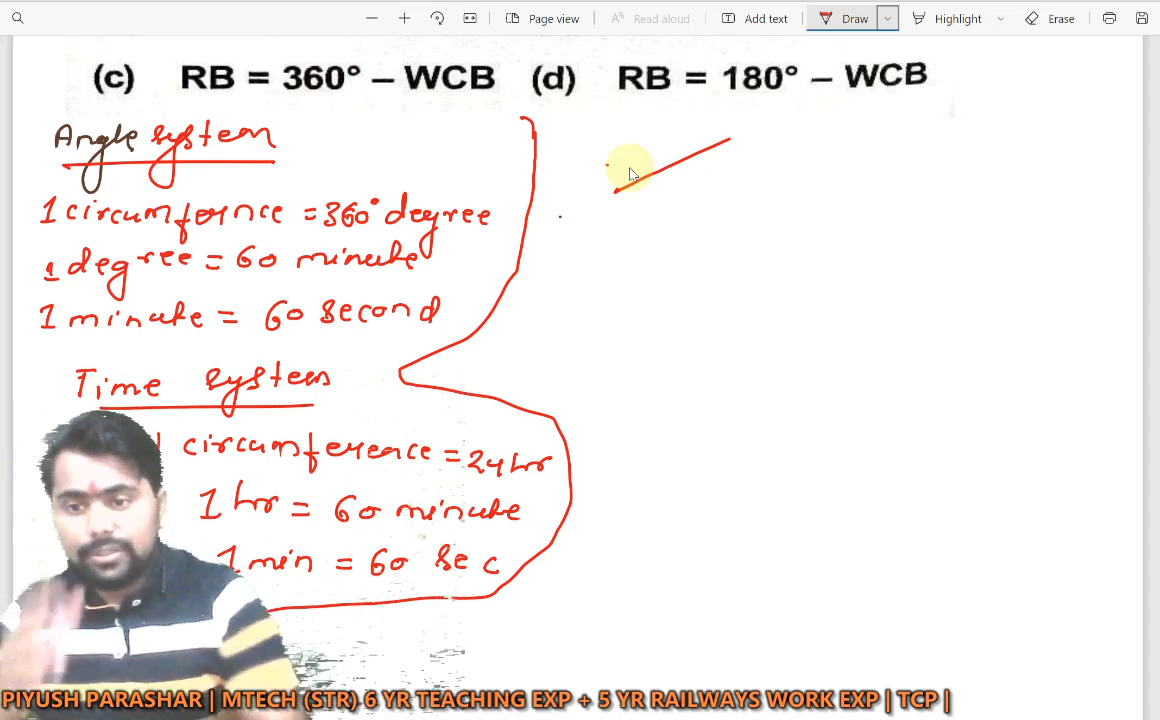 Page view
Read aloud
Add text
Draw
Highlight
Erase
(c) RB = 360° – WCB (d) RB = 180° – WCB
Angle system
1 circumfernce = 360° degree
1 degree = 60 minute
1 minute = 60 second
Time system
1 circumference = 24 hr
1 hr = 60 minute
1 min = 60 sec
PIYUSH PARASHAR | MTECH (STR) 6 YR TEACHING EXP + 5 YR RAILWAYS WORK EXP | TCP |